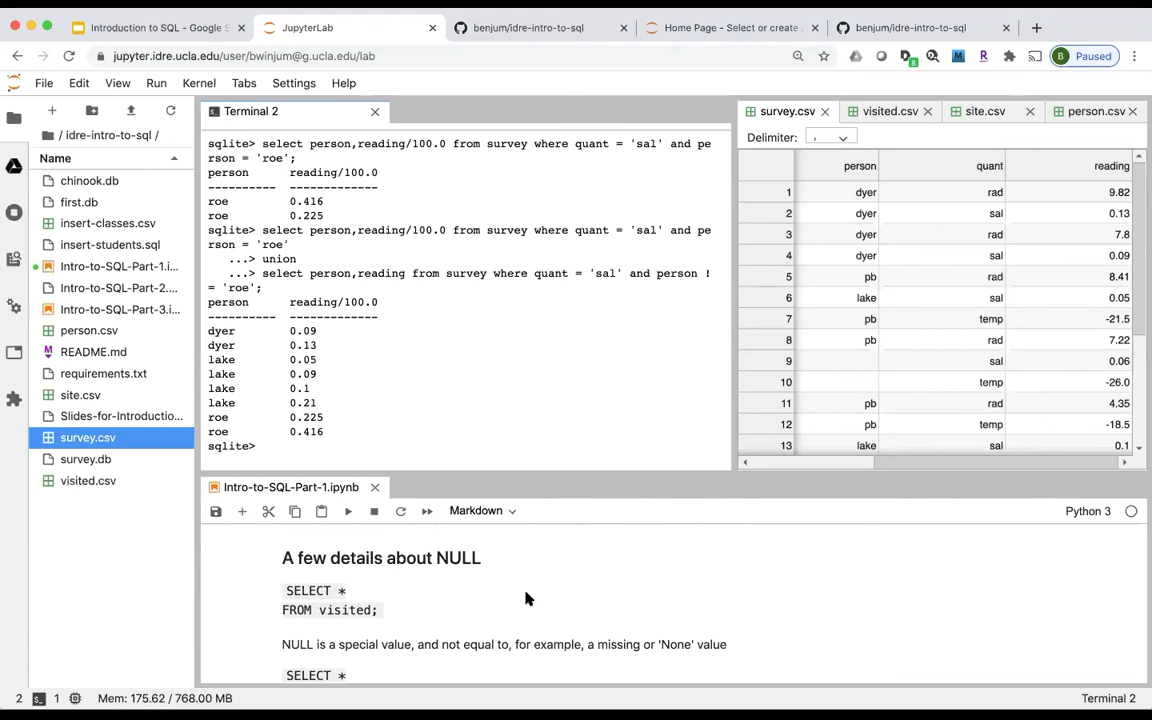 Introduction to SQL - Google S
JupyterLab
benjum/idre-intro-to-sql
Home Page - Select or create
benjum/idre-intro-to-sql
jupyter.idre.ucla.edu/user/bwinjum@g.ucla.edu/lab
B Paused
File Edit View Run Kernel Tabs Settings Help
/ idre-intro-to-sql /
Name
chinook.db
first.db
insert-classes.csv
insert-students.sql
Intro-to-SQL-Part-1.i...
Intro-to-SQL-Part-2....
Intro-to-SQL-Part-3.i...
person.csv
README.md
requirements.txt
site.csv
Slides-for-Introductio...
survey.csv
survey.db
visited.csv
Terminal 2
sqlite> select person,reading/100.0 from survey where quant = 'sal' and pe
rson = 'roe';
person reading/100.0
---------- -------------
roe 0.416
roe 0.225
sqlite> select person,reading/100.0 from survey where quant = 'sal' and pe
rson = 'roe'
...> union
...> select person,reading from survey where quant = 'sal' and person !
= 'roe';
person reading/100.0
---------- -------------
dyer 0.09
dyer 0.13
lake 0.05
lake 0.09
lake 0.1
lake 0.21
roe 0.225
roe 0.416
sqlite>
survey.csv visited.csv site.csv person.csv
Delimiter: ,
person quant reading
1 dyer rad 9.82
2 dyer sal 0.13
3 dyer rad 7.8
4 dyer sal 0.09
5 pb rad 8.41
6 lake sal 0.05
7 pb temp -21.5
8 pb rad 7.22
9 sal 0.06
10 temp -26.0
11 pb rad 4.35
12 pb temp -18.5
13 lake sal 0.1
Intro-to-SQL-Part-1.ipynb
Markdown
Python 3
A few details about NULL
SELECT *
FROM visited;
NULL is a special value, and not equal to, for example, a missing or 'None' value
SELECT *
2 1 Mem: 175.62 / 768.00 MB
Terminal 2